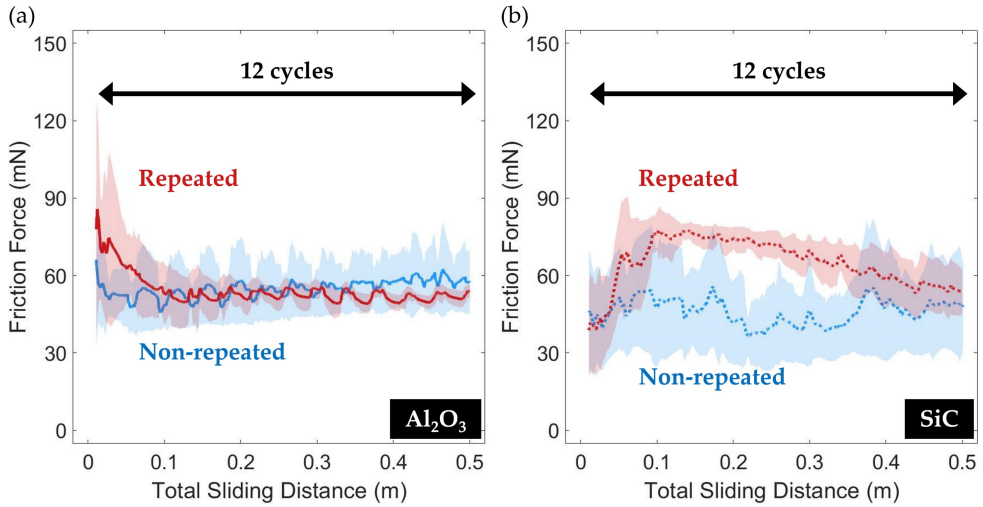 (a)
150
120
90
60
30
0
Friction Force (mN)
12 cycles
Repeated
Non-repeated
Al₂O₃
0
0.1
0.2
0.3
0.4
0.5
Total Sliding Distance (m)
(b)
150
120
90
60
30
0
Friction Force (mN)
12 cycles
Repeated
Non-repeated
SiC
0
0.1
0.2
0.3
0.4
0.5
Total Sliding Distance (m)